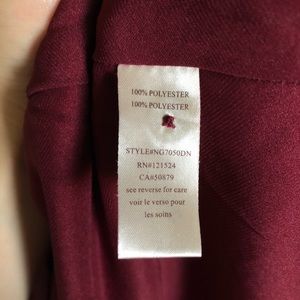 100% POLYESTER
100% POLYESTER
STYLE#NG7050DN
RN#121524
CA#50879
see reverse for care
voir le verso pour
les soins